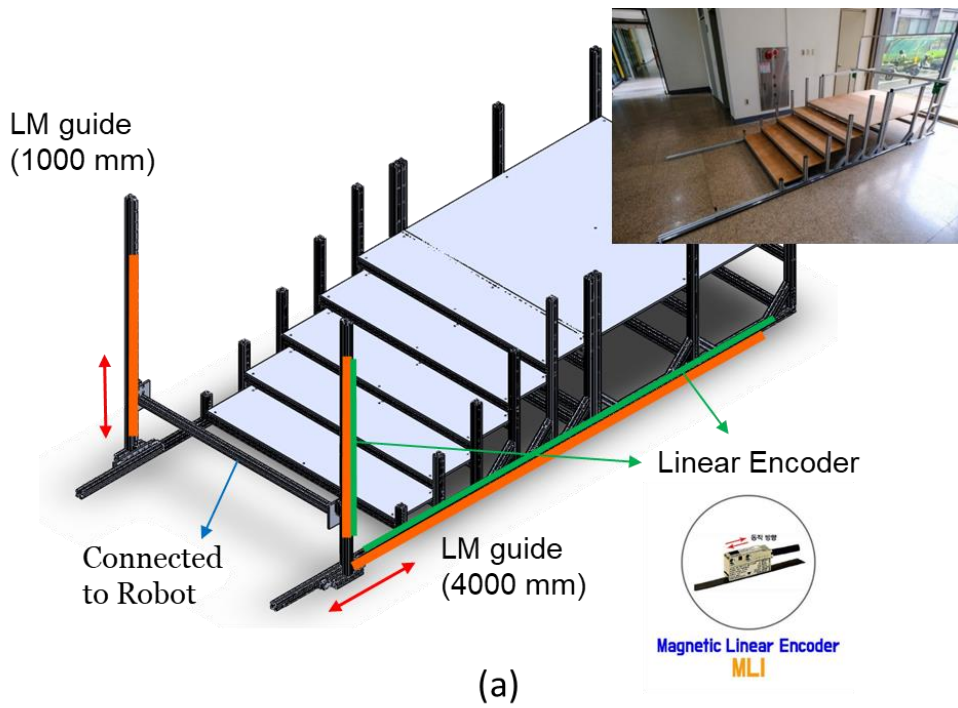 LM guide
(1000 mm)
Linear Encoder
Connected
to Robot
LM guide
(4000 mm)
동작 방향
Magnetic Linear Encoder
MLI
(a)